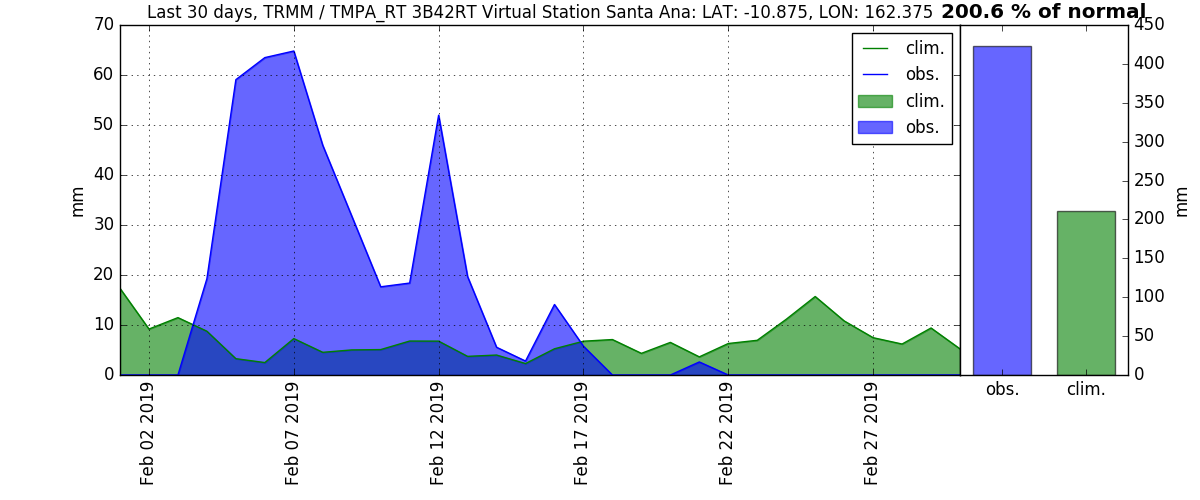 Last 30 days, TRMM / TMPA_RT 3B42RT Virtual Station Santa Ana: LAT: -10.875, LON: 162.375
200.6 % of normal
70
60
50
40
30
20
10
0
mm
clim.
obs.
clim.
obs.
Feb 02 2019
Feb 07 2019
Feb 12 2019
Feb 17 2019
Feb 22 2019
Feb 27 2019
450
400
350
300
250
200
150
100
50
0
mm
obs.
clim.